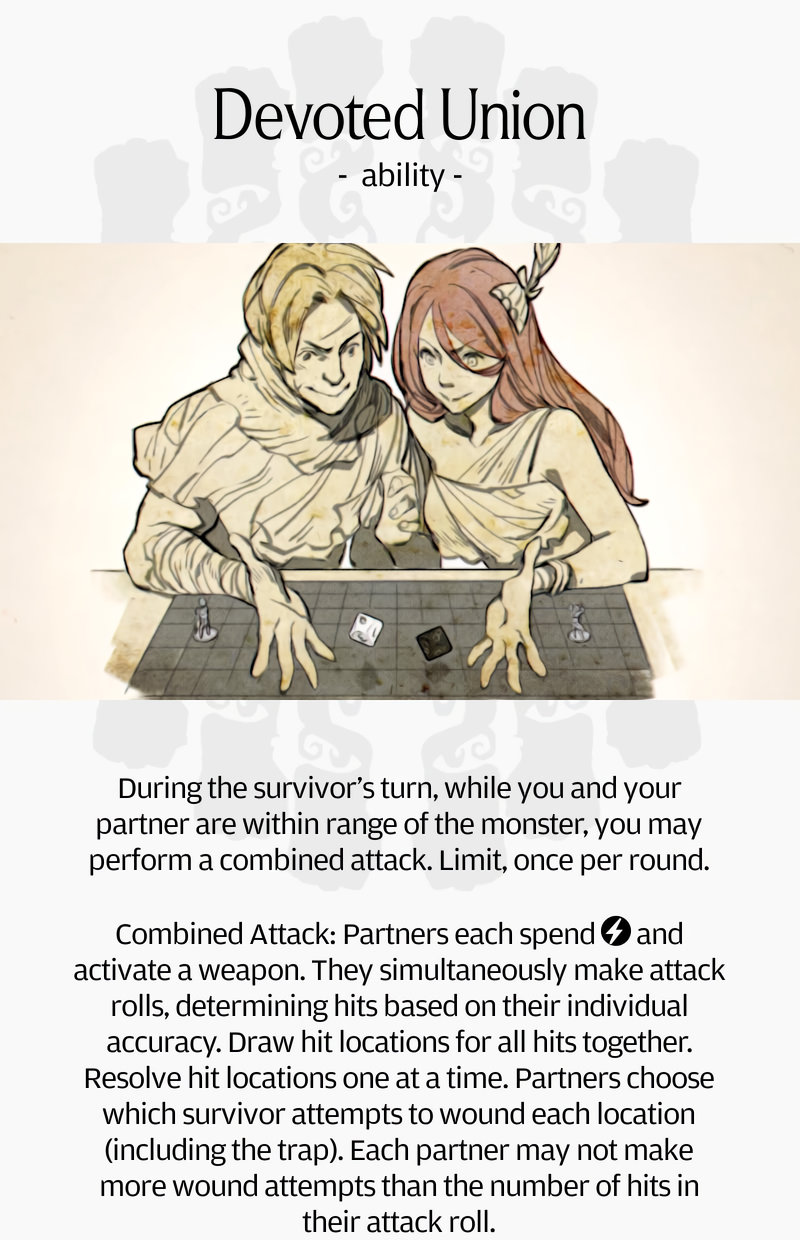 Devoted Union
- ability -
During the survivor’s turn, while you and your
partner are within range of the monster, you may
perform a combined attack. Limit, once per round.
Combined Attack: Partners each spend and
activate a weapon. They simultaneously make attack
rolls, determining hits based on their individual
accuracy. Draw hit locations for all hits together.
Resolve hit locations one at a time. Partners choose
which survivor attempts to wound each location
(including the trap). Each partner may not make
more wound attempts than the number of hits in
their attack roll.